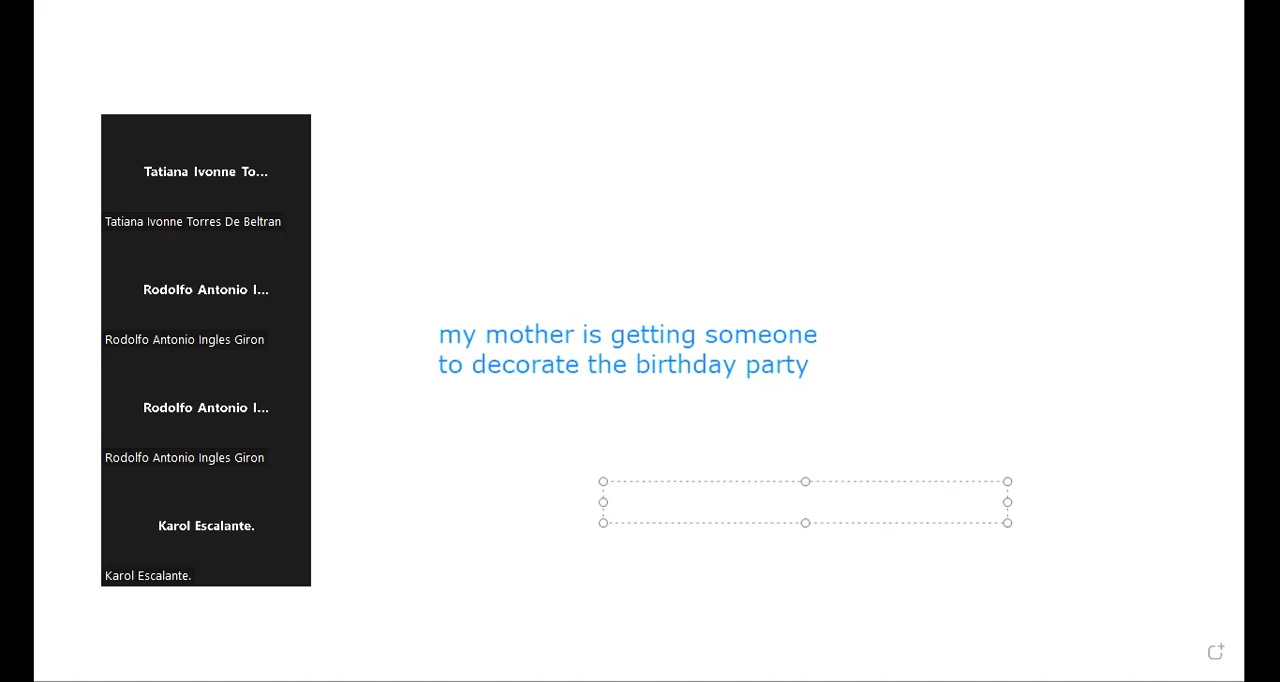 Tatiana Ivonne To...
Tatiana Ivonne Torres De Beltran
Rodolfo Antonio I...
Rodolfo Antonio Ingles Giron
Rodolfo Antonio I...
Rodolfo Antonio Ingles Giron
Karol Escalante.
Karol Escalante.
my mother is getting someone
to decorate the birthday party